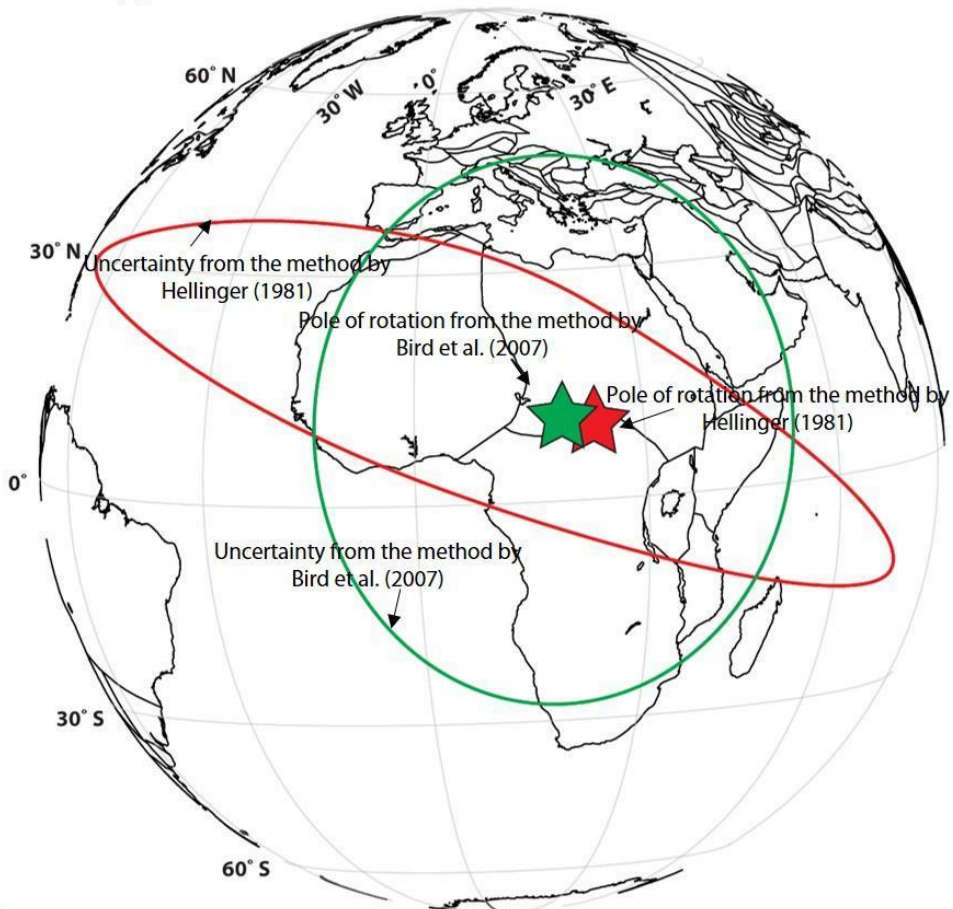 60° N
30° W
0°
30° E
30° N
Uncertainty from the method by
Hellinger (1981)
Pole of rotation from the method by
Bird et al. (2007)
Pole of rotation from the method by
Hellinger 1981)
0°
Uncertainty from the method by
Bird et al. (2007)
30° S
60° S